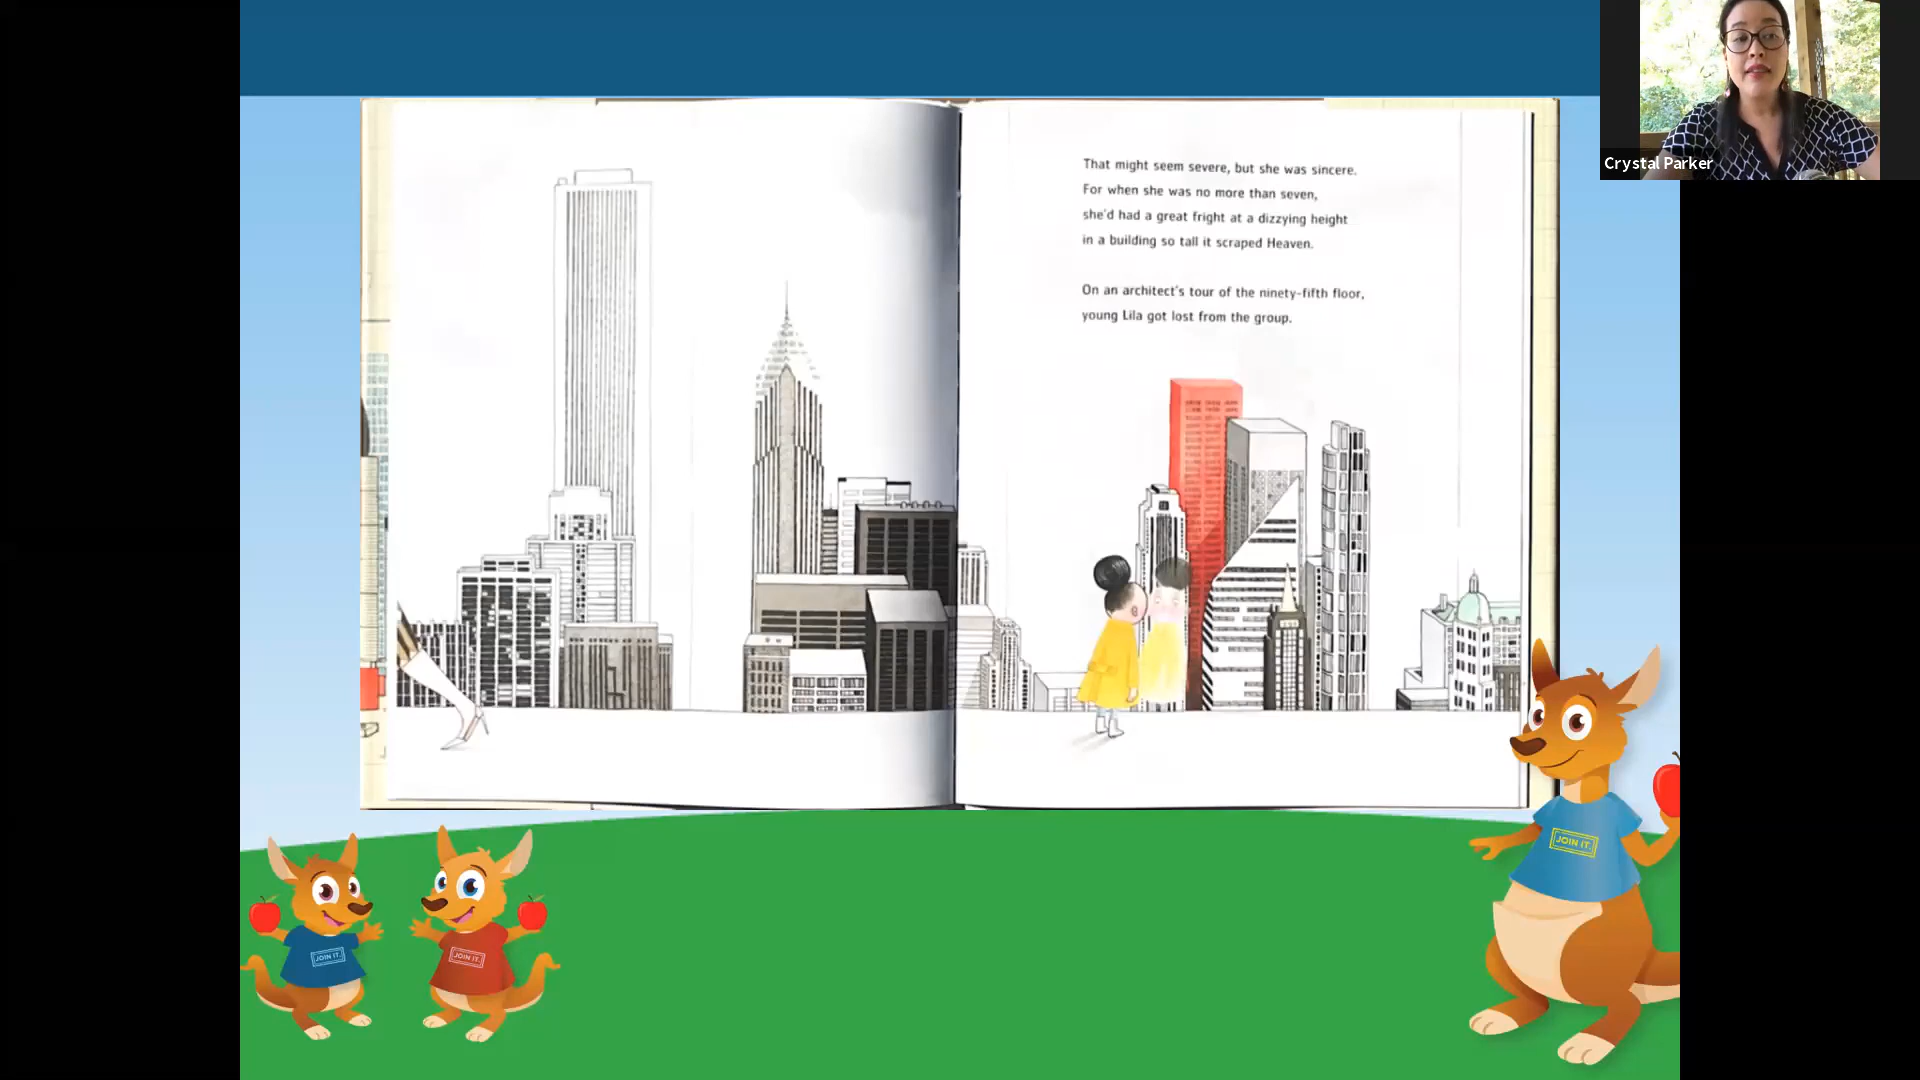 Crystal Parker
That might seem severe, but she was sincere.
For when she was no more than seven,
she'd had a great fright at a dizzying height
in a building so tall it scraped Heaven.
On an architect's tour of the ninety-fifth floor,
young Lila got lost from the group.
JOIN IT.
JOIN IT.
JOIN IT.